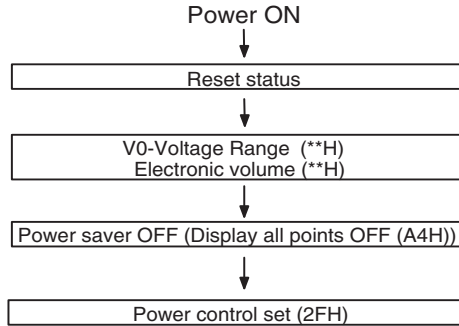 Power ON
Reset status
V0-Voltage Range (**H)
Electronic volume (**H)
Power saver OFF (Display all points OFF (A4H))
Power control set (2FH)